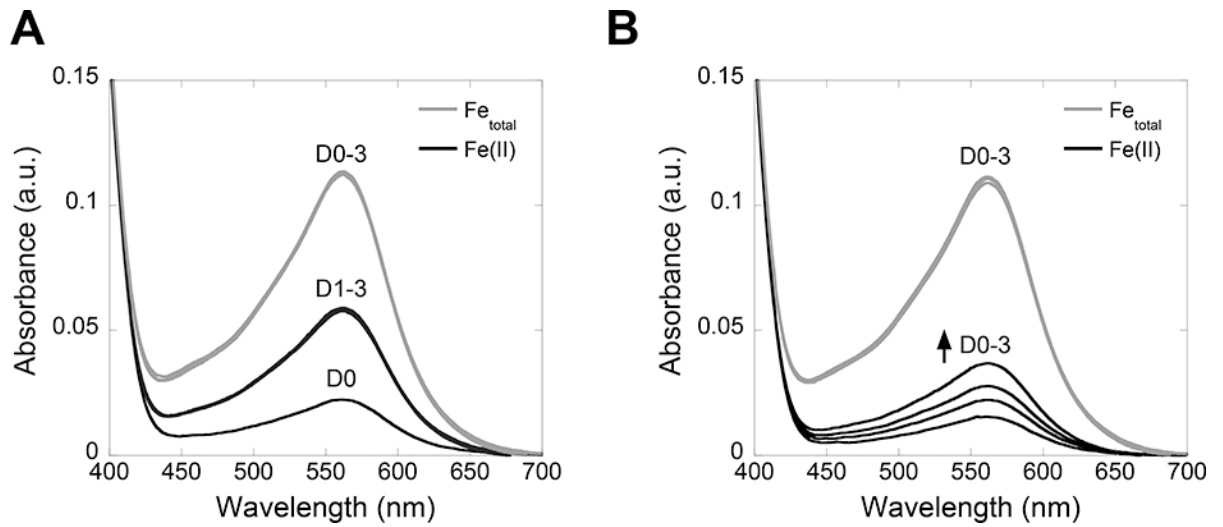 A
0.15
0.1
0.05
0
Absorbance (a.u.)
Fe total
Fe(II)
D0-3
D1-3
D0
400 450 500 550 600 650 700
Wavelength (nm)
B
0.15
0.1
0.05
0
Absorbance (a.u.)
Fe total
Fe(II)
D0-3
D0-3
400 450 500 550 600 650 700
Wavelength (nm)